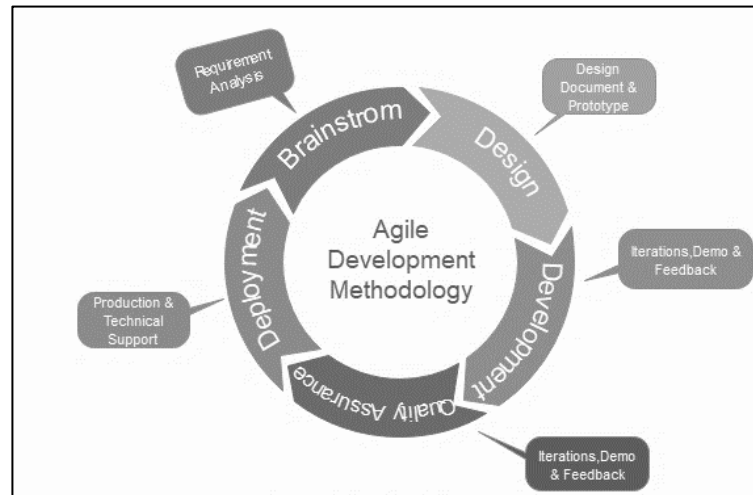 Requirement
Analysis
Brainstrom
Design
Document &
Prototype
Design
Agile
Development
Methodology
Iterations,Demo &
Feedback
Development
Deployment
Production &
Technical
Support
Quality Assurance
Iterations,Demo
& Feedback